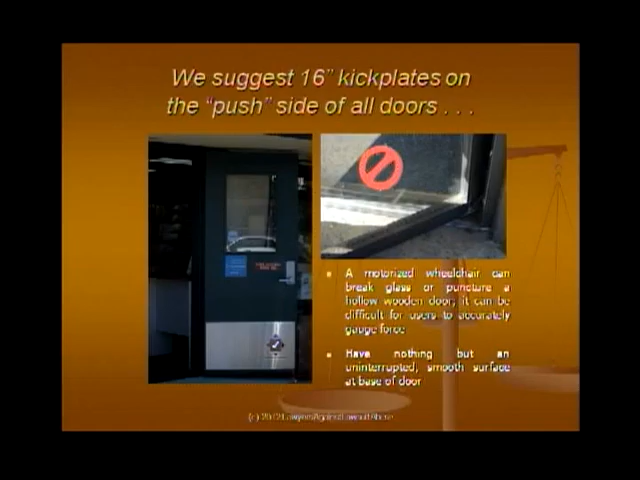 We suggest 16” kickplates on
the “push” side of all doors . . .
A motorized wheelchair can
break glass or puncture a
hollow wooden door; it can be
difficult for users to accurately
gauge force
Have nothing but an
uninterrupted, smooth surface
at base of door